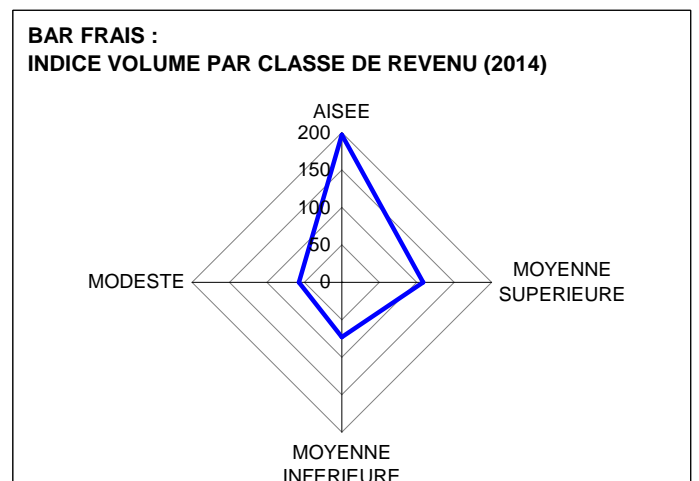 BAR FRAIS :
INDICE VOLUME PAR CLASSE DE REVENU (2014)
AISEE
200
150
100
50
0
MODESTE
MOYENNE
SUPERIEURE
MOYENNE
INFERIEURE